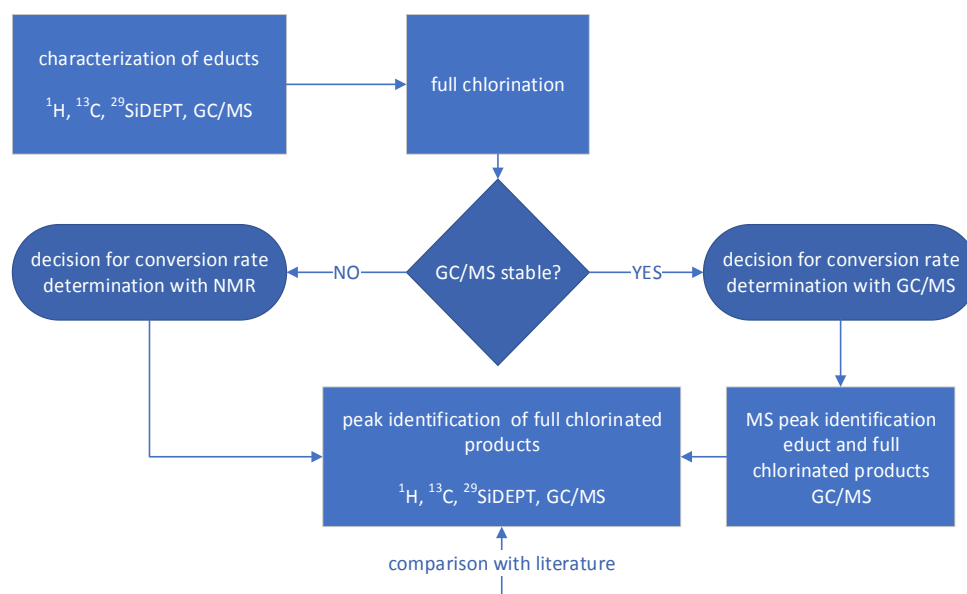 characterization of educts
¹H, ¹³C, ²⁹SiDEPT, GC/MS
full chlorination
GC/MS stable?
NO
YES
decision for conversion rate
determination with NMR
decision for conversion rate
determination with GC/MS
peak identification of full chlorinated
products
¹H, ¹³C, ²⁹SiDEPT, GC/MS
MS peak identification
educt and full
chlorinated products
GC/MS
comparison with literature